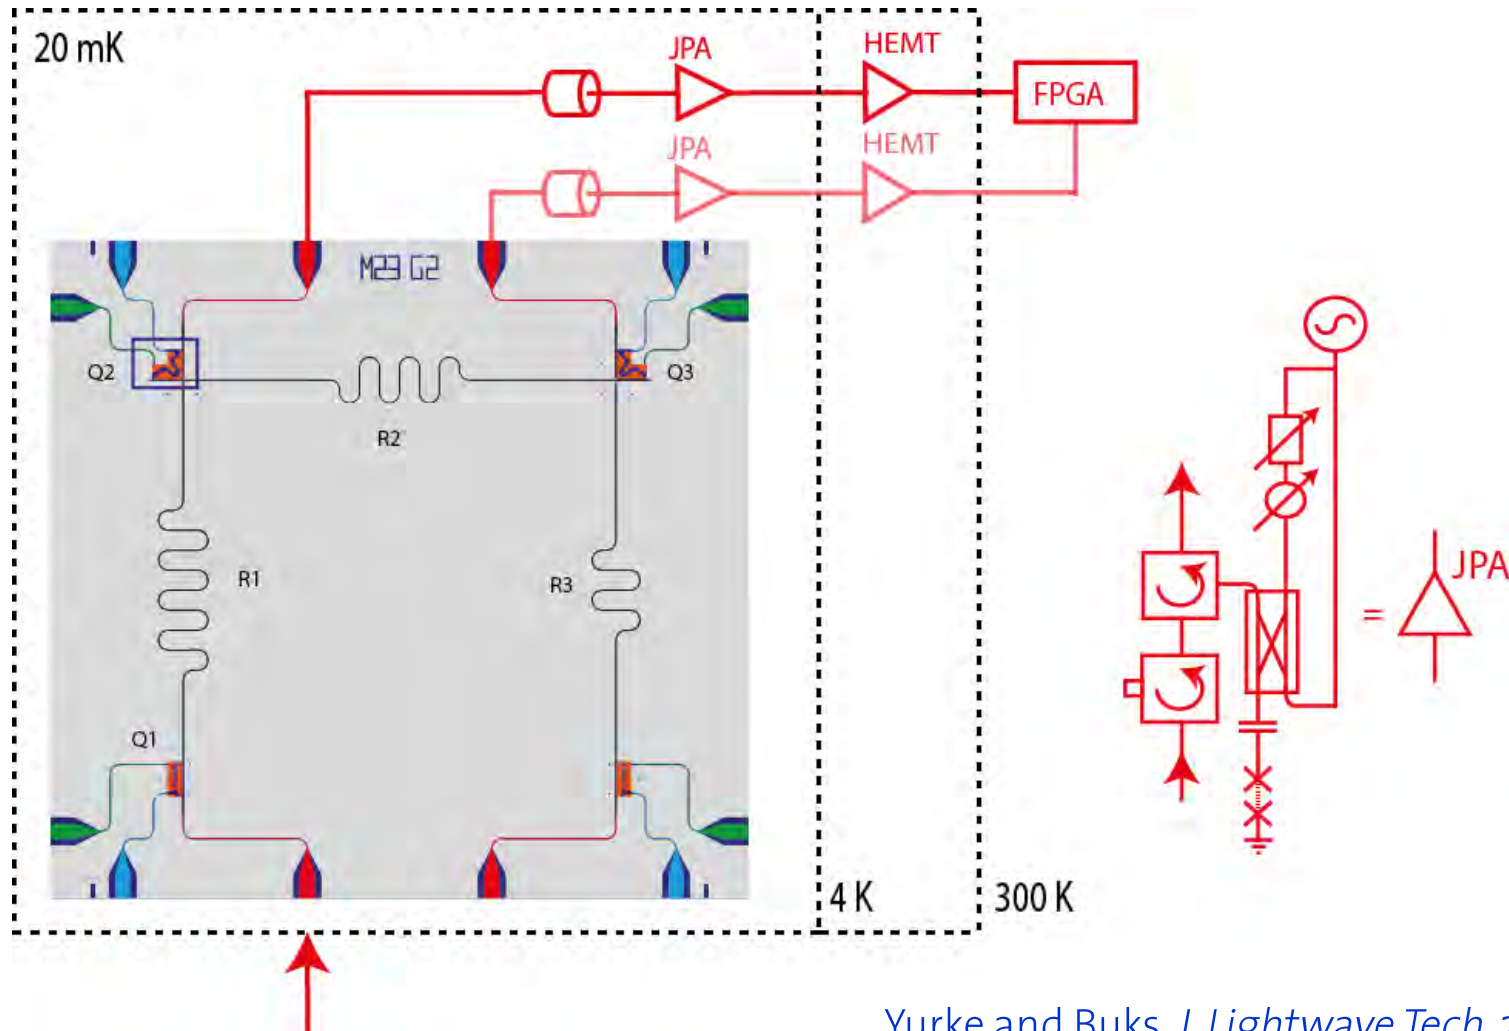 20 mK
JPA
HEMT
FPGA
JPA
HEMT
M23 G2
Q2
Q3
R2
R1
R3
Q1
= JPA
4 K
300 K
Yurke and Buks, J. Lightwave Tech.